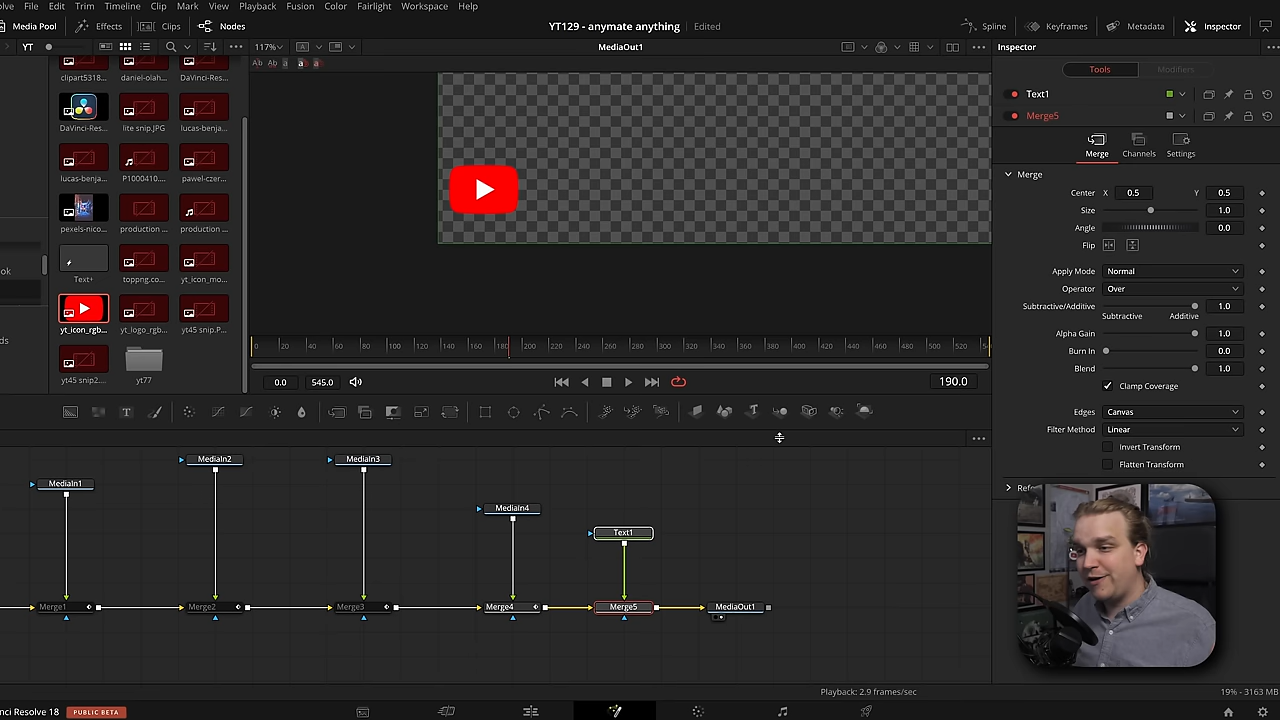 File Edit Trim Timeline Clip Mark View Playback Fusion Color Fairlight Workspace Help
Media Pool Effects Clips Nodes YT129 - anymate anything Edited Spline Keyframes Metadata Inspector
YT 117% MediaOut1 Inspector
Tools Modifiers
clipart5318... daniel-olah... DaVinci-Res...
Text1
Merge5
DaVinci-Res... lite snip.JPG lucas-benja...
Merge Channels Settings
lucas-benja... P1000410.... pawel-czer...
Merge
Center X 0.5 0.5
Size 1.0
pexels-nico... production ... production ...
Angle 0.0
Flip
Text+ toppng.co... yt_icon_mo...
Apply Mode Normal
Operator Over
Subtractive/Additive 1.0
Subtractive Additive
yt_icon_rgb... yt_logo_rgb... yt45 snip.P...
Alpha Gain 1.0
0 20 40 60 80 100 120 140 160 180 200 220 240 260 280 300 320 340 360 380 400 420 440 460 480 500 520
Burn In 0.0
Blend 1.0
yt45 snip2.... yt77
0.0 545.0 190.0
Clamp Coverage
Edges Canvas
Filter Method Linear
Invert Transform
Flatten Transform
MediaIn1 MediaIn2 MediaIn3
MediaIn4
Text1
Merge1 Merge2 Merge3 Merge4 Merge5 MediaOut1
Playback: 2.9 frames/sec 19% - 3163 MB
nci Resolve 18 PUBLIC BETA